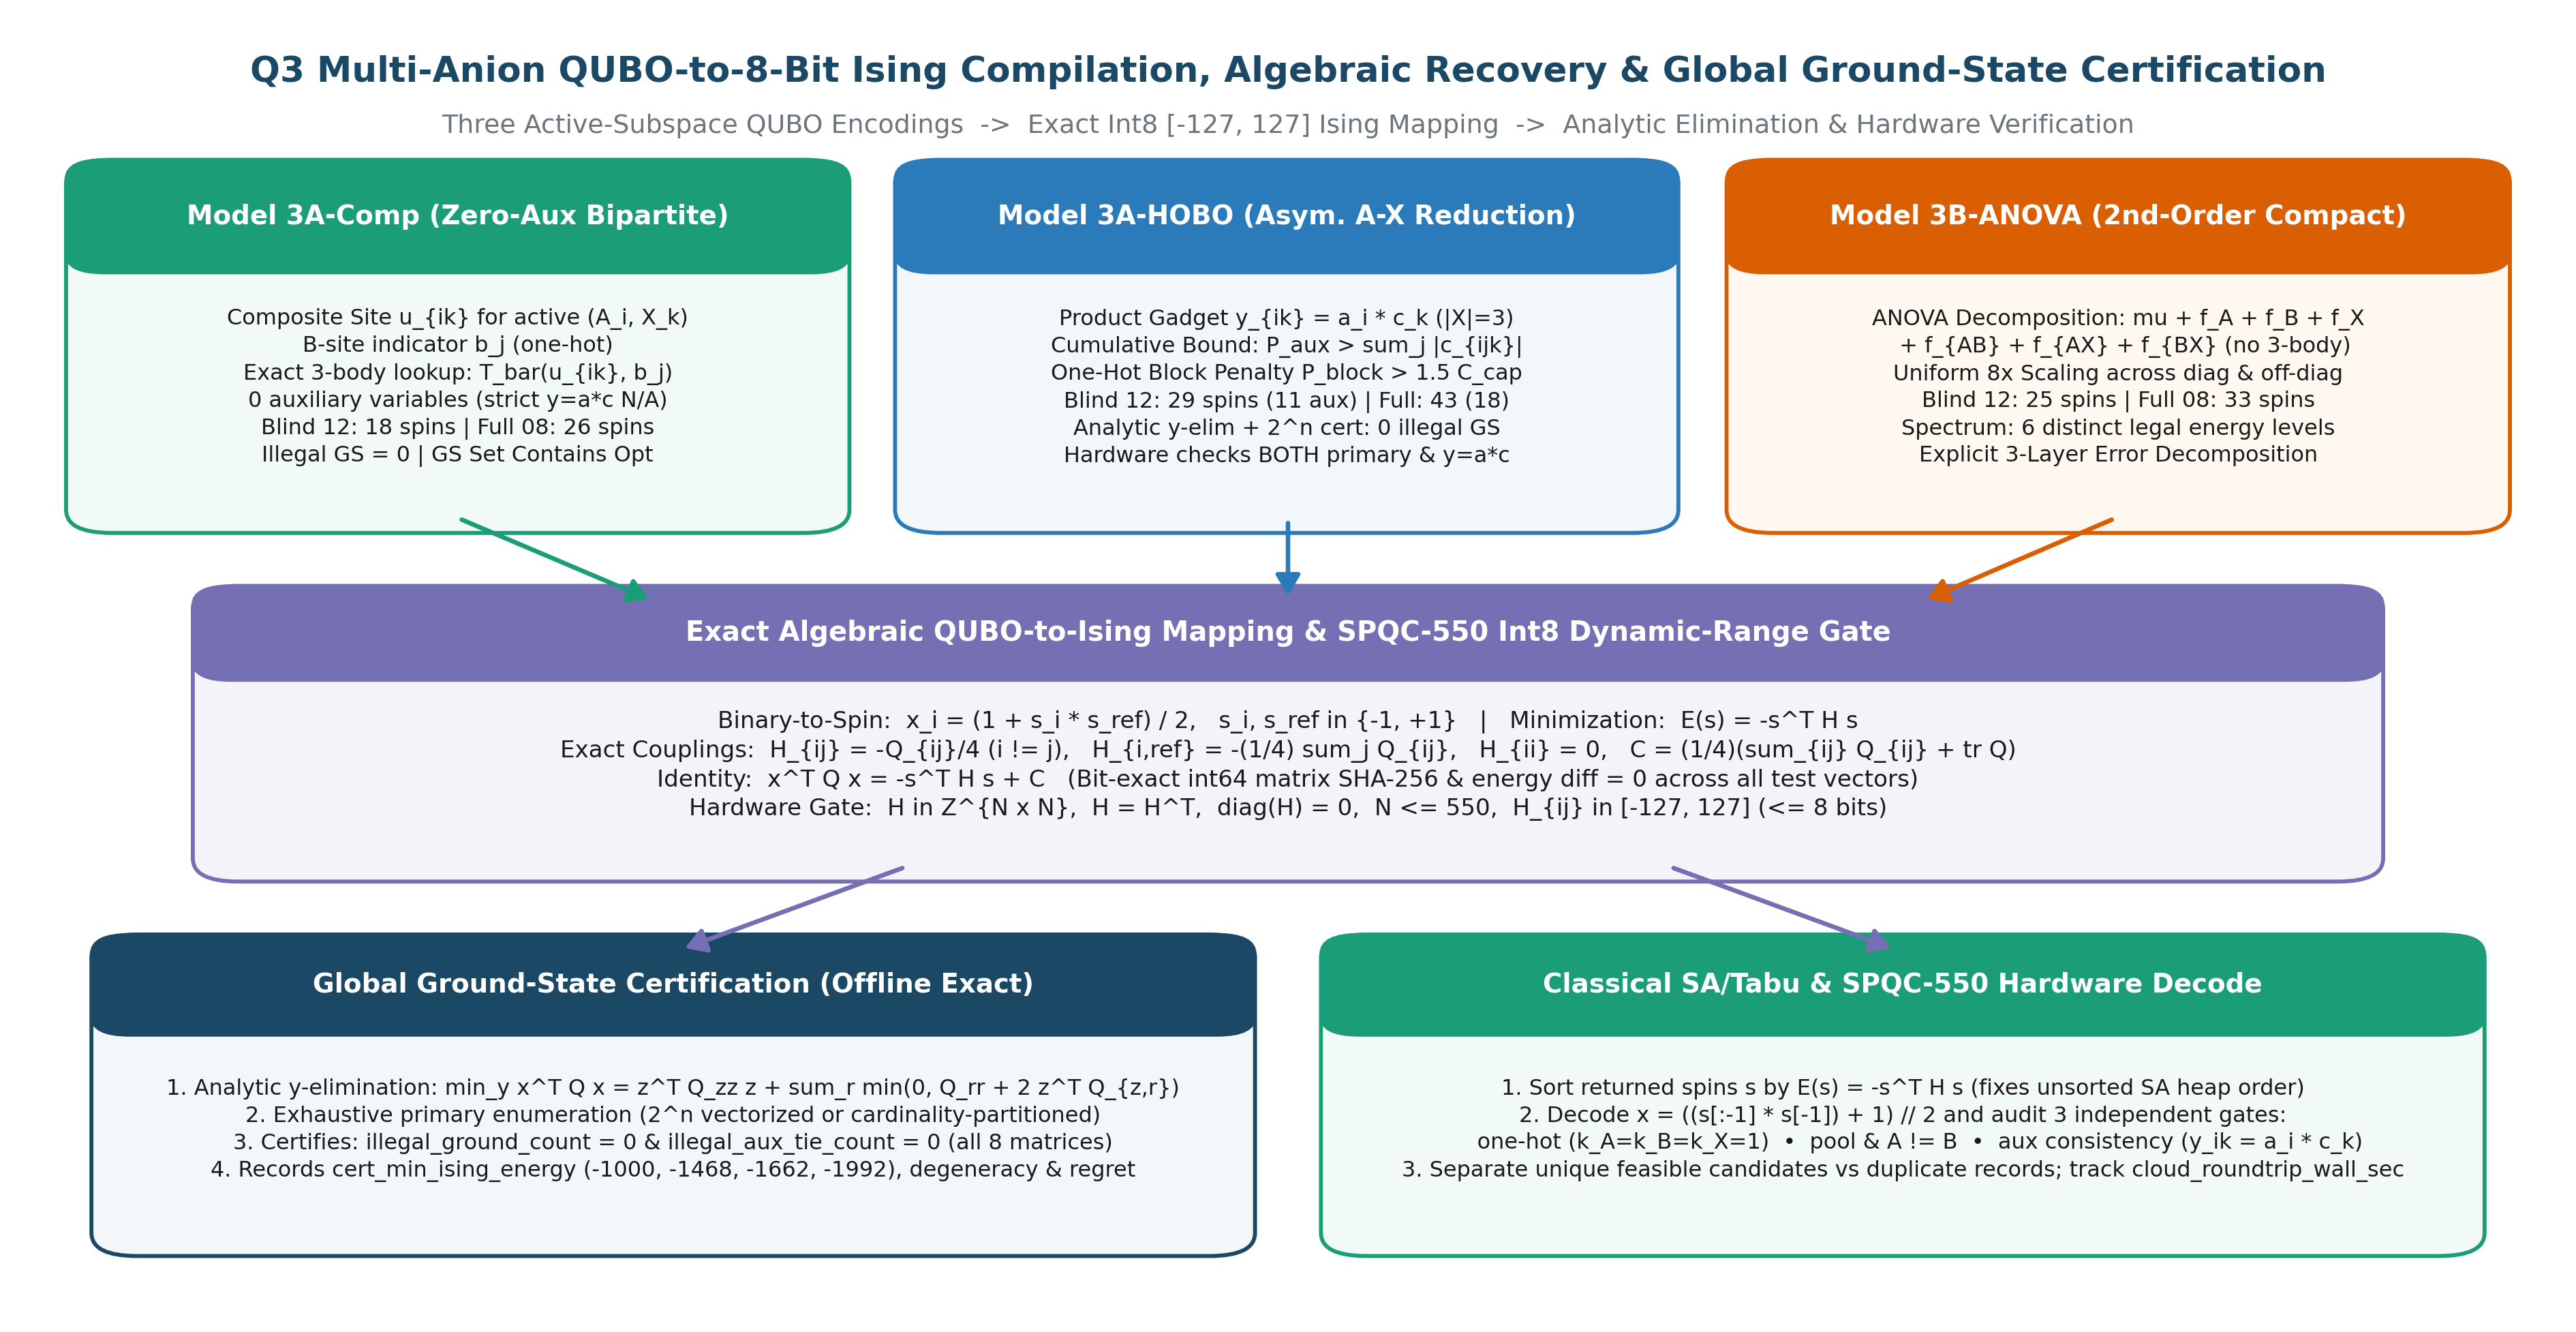 Q3 Multi-Anion QUBO-to-8-Bit Ising Compilation, Algebraic Recovery & Global Ground-State Certification
Three Active-Subspace QUBO Encodings -> Exact Int8 [-127, 127] Ising Mapping -> Analytic Elimination & Hardware Verification
Model 3A-Comp (Zero-Aux Bipartite)
Composite Site u_{ik} for active (A_i, X_k)
B-site indicator b_j (one-hot)
Exact 3-body lookup: T_bar(u_{ik}, b_j)
0 auxiliary variables (strict y=a*c N/A)
Blind 12: 18 spins | Full 08: 26 spins
Illegal GS = 0 | GS Set Contains Opt
Model 3A-HOBO (Asym. A-X Reduction)
Product Gadget y_{ik} = a_i * c_k (|X|=3)
Cumulative Bound: P_aux > sum_j |c_{ijk}|
One-Hot Block Penalty P_block > 1.5 C_cap
Blind 12: 29 spins (11 aux) | Full: 43 (18)
Analytic y-elim + 2^n cert: 0 illegal GS
Hardware checks BOTH primary & y=a*c
Model 3B-ANOVA (2nd-Order Compact)
ANOVA Decomposition: mu + f_A + f_B + f_X
+ f_{AB} + f_{AX} + f_{BX} (no 3-body)
Uniform 8x Scaling across diag & off-diag
Blind 12: 25 spins | Full 08: 33 spins
Spectrum: 6 distinct legal energy levels
Explicit 3-Layer Error Decomposition
Exact Algebraic QUBO-to-Ising Mapping & SPQC-550 Int8 Dynamic-Range Gate
Binary-to-Spin: x_i = (1 + s_i * s_ref) / 2, s_i, s_ref in {-1, +1} | Minimization: E(s) = -s^T H s
Exact Couplings: H_{ij} = -Q_{ij}/4 (i != j), H_{i,ref} = -(1/4) sum_j Q_{ij}, H_{ii} = 0, C = (1/4)(sum_{ij} Q_{ij} + tr Q)
Identity: x^T Q x = -s^T H s + C (Bit-exact int64 matrix SHA-256 & energy diff = 0 across all test vectors)
Hardware Gate: H in Z^{N x N}, H = H^T, diag(H) = 0, N <= 550, H_{ij} in [-127, 127] (<= 8 bits)
Global Ground-State Certification (Offline Exact)
1. Analytic y-elimination: min_y x^T Q x = z^T Q_zz z + sum_r min(0, Q_rr + 2 z^T Q_{z,r})
2. Exhaustive primary enumeration (2^n vectorized or cardinality-partitioned)
3. Certifies: illegal_ground_count = 0 & illegal_aux_tie_count = 0 (all 8 matrices)
4. Records cert_min_ising_energy (-1000, -1468, -1662, -1992), degeneracy & regret
Classical SA/Tabu & SPQC-550 Hardware Decode
1. Sort returned spins s by E(s) = -s^T H s (fixes unsorted SA heap order)
2. Decode x = ((s[:-1] * s[-1]) + 1) // 2 and audit 3 independent gates:
one-hot (k_A=k_B=k_X=1) • pool & A != B • aux consistency (y_ik = a_i * c_k)
3. Separate unique feasible candidates vs duplicate records; track cloud_roundtrip_wall_sec